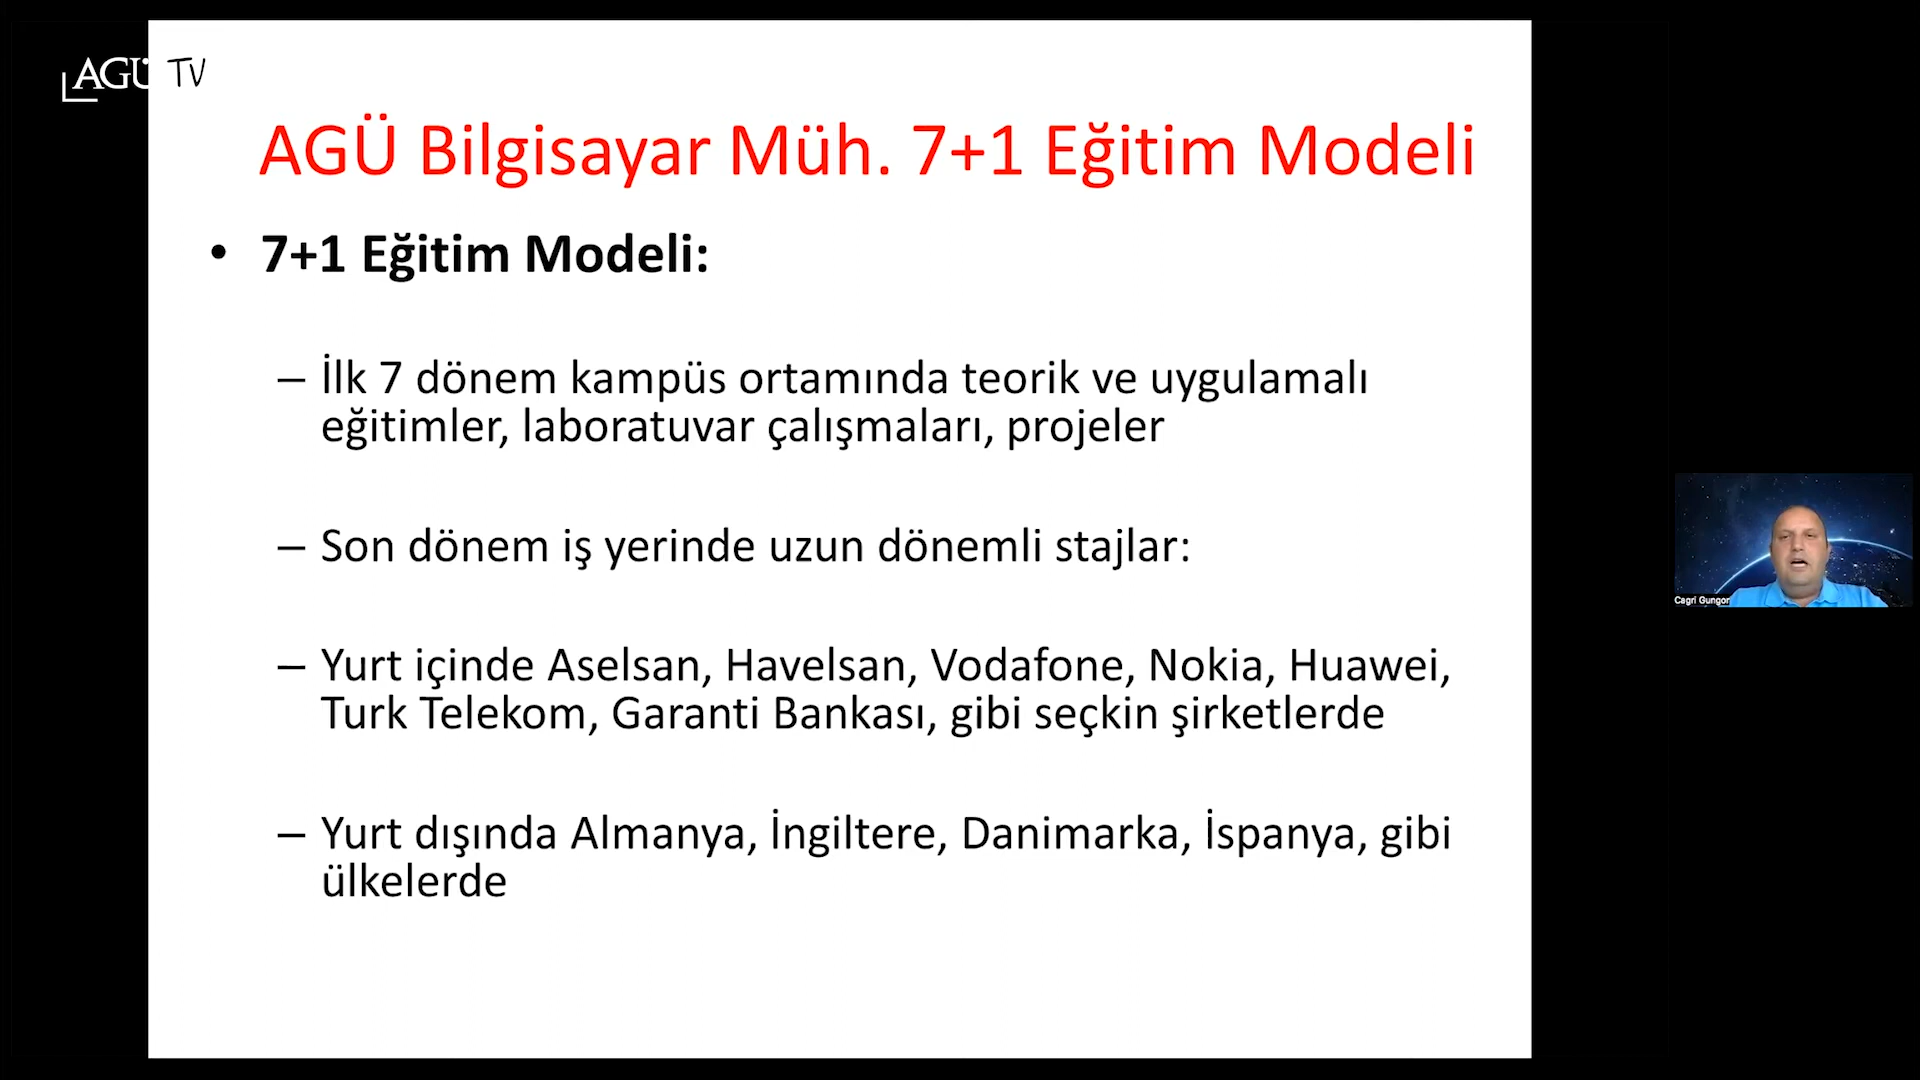 AGÜ TV
AGÜ Bilgisayar Müh. 7+1 Eğitim Modeli
• 7+1 Eğitim Modeli:
– İlk 7 dönem kampüs ortamında teorik ve uygulamalı
eğitimler, laboratuvar çalışmaları, projeler
– Son dönem iş yerinde uzun dönemli stajlar:
– Yurt içinde Aselsan, Havelsan, Vodafone, Nokia, Huawei,
Turk Telekom, Garanti Bankası, gibi seçkin şirketlerde
– Yurt dışında Almanya, İngiltere, Danimarka, İspanya, gibi
ülkelerde
Cagri Gungor